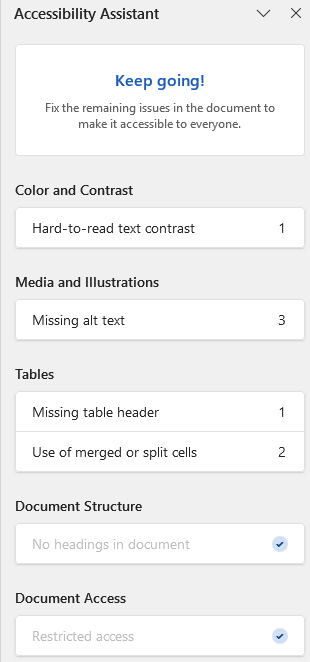 Accessibility Assistant
Keep going!
Fix the remaining issues in the document to
make it accessible to everyone.
Color and Contrast
Hard-to-read text contrast 1
Media and Illustrations
Missing alt text 3
Tables
Missing table header 1
Use of merged or split cells 2
Document Structure
No headings in document
Document Access
Restricted access